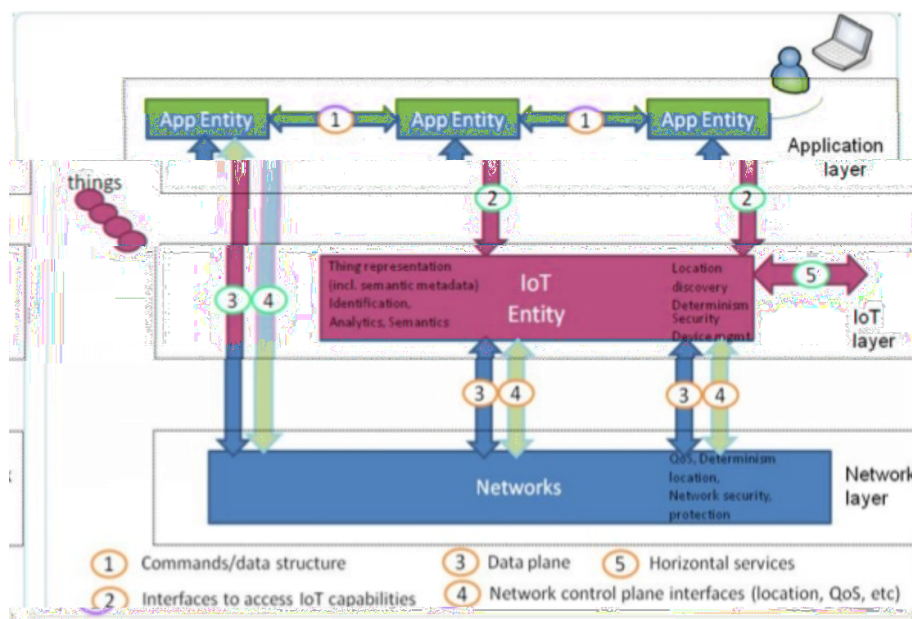 App Entity
1
App Entity
1
App Entity
Application
layer
things
2
2
3
4
Thing representation
(incl. semantic metadata)
Identification,
Analytics, Semantics
IoT
Entity
Location
discovery
Determinism
Security
Device mgmt
5
IoT
layer
3
4
3
4
Networks
QoS, Determinism
location,
Network security,
protection
Network
layer
1 Commands/data structure
3 Data plane
5 Horizontal services
2 Interfaces to access IoT capabilities
4 Network control plane interfaces (location, QoS, etc)